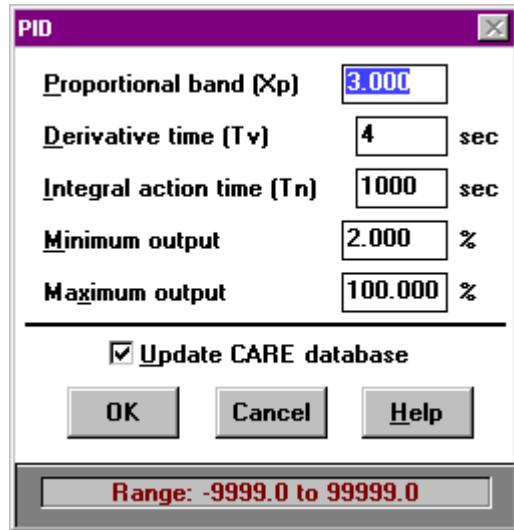 PID
Proportional band (Xp) 3.000
Derivative time (Tv) 4 sec
Integral action time (Tn) 1000 sec
Minimum output 2.000 %
Maximum output 100.000 %
Update CARE database
OK Cancel Help
Range: -9999.0 to 99999.0